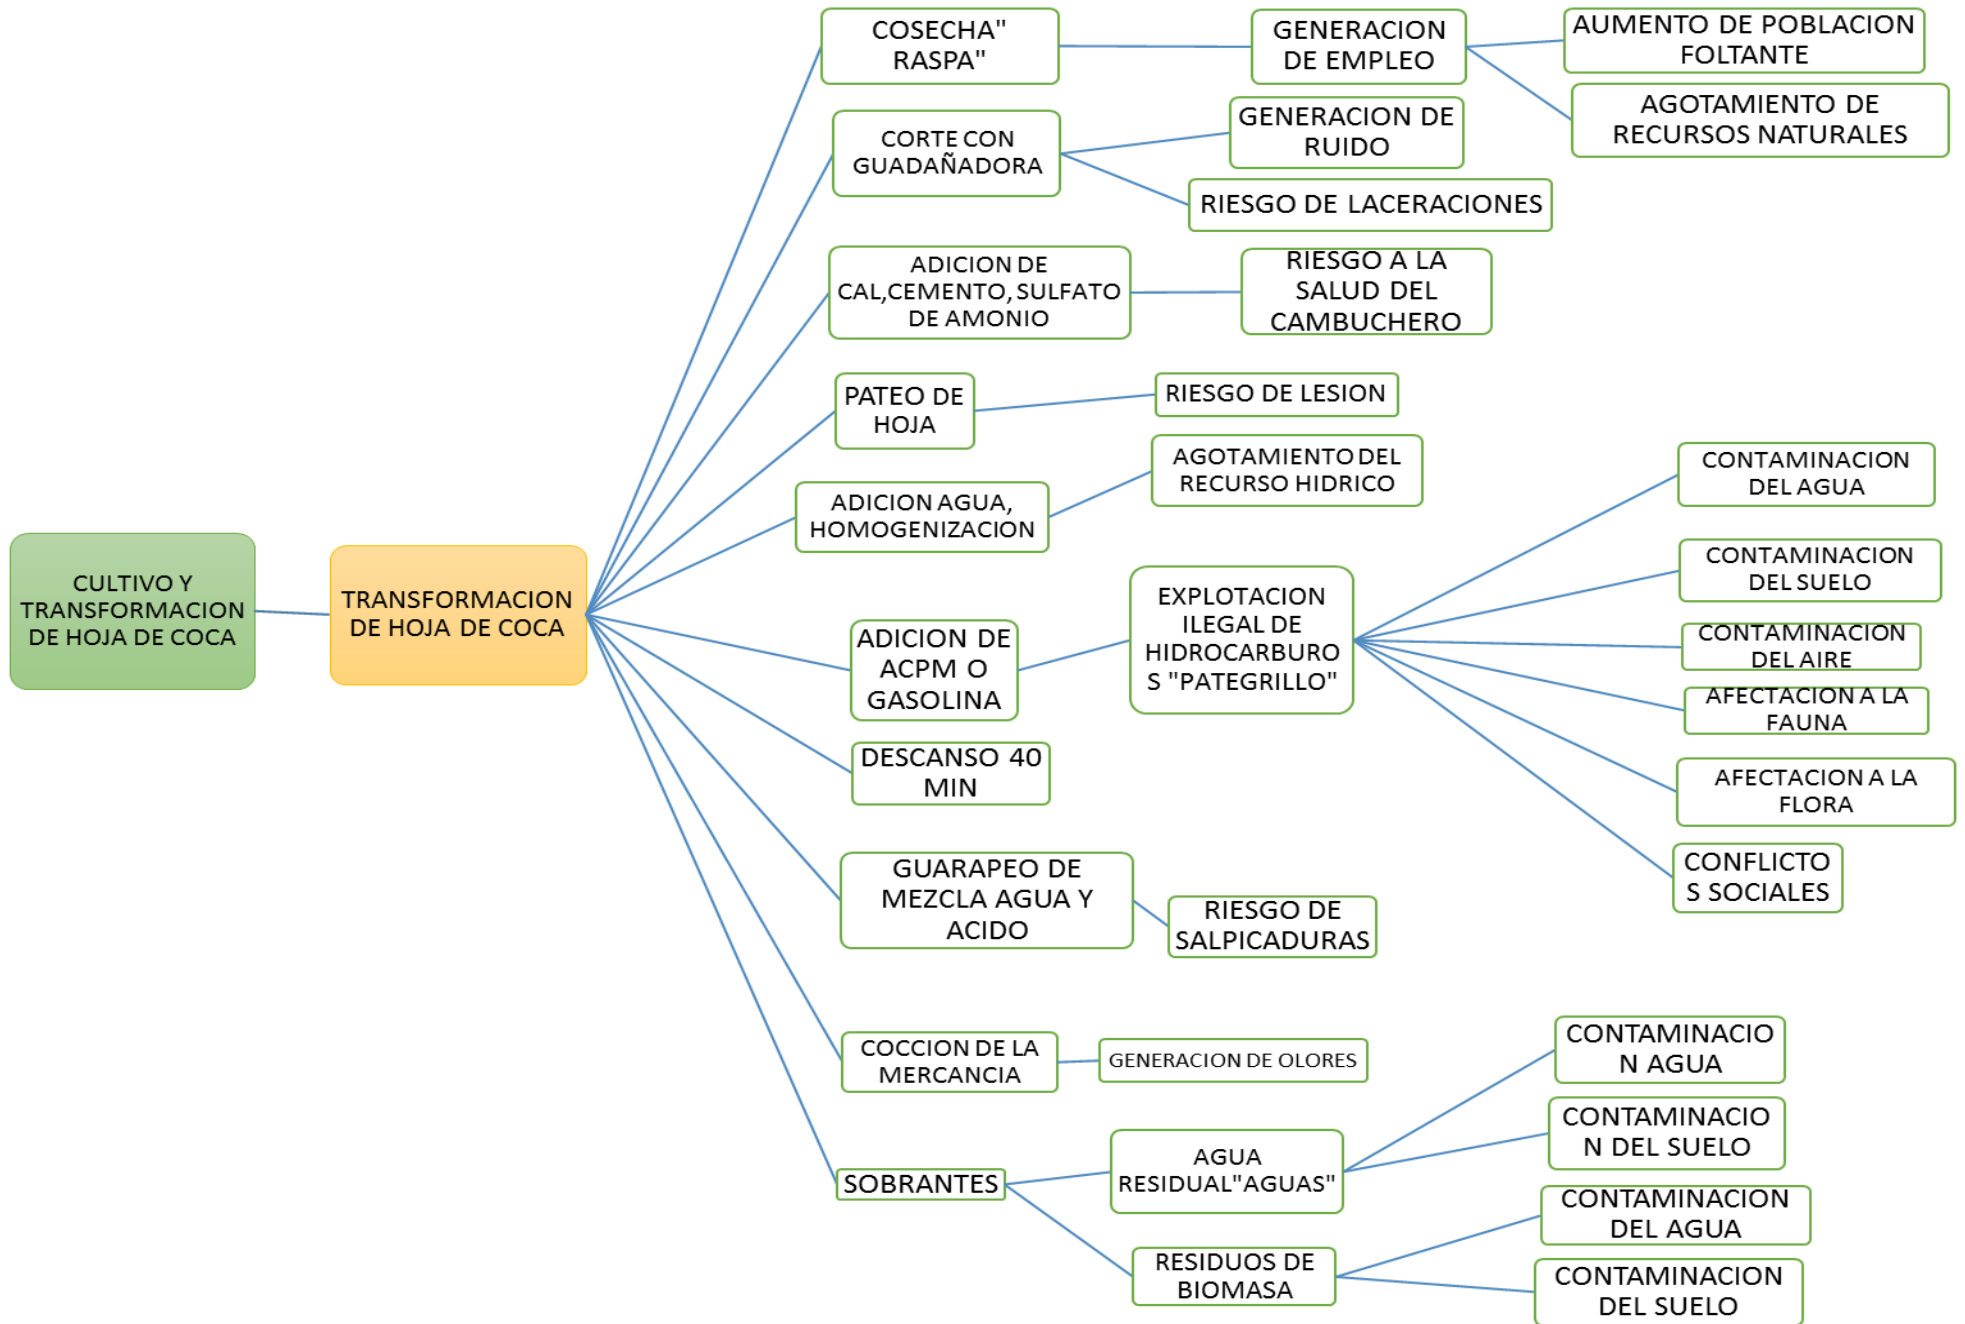 COSECHA"
RASPA"
GENERACION
DE EMPLEO
AUMENTO DE POBLACION
FOLTANTE
AGOTAMIENTO DE
RECURSOS NATURALES
CORTE CON
GUADAÑADORA
GENERACION DE
RUIDO
RIESGO DE LACERACIONES
ADICION DE
CAL,CEMENTO, SULFATO
DE AMONIO
RIESGO A LA
SALUD DEL
CAMBUCHERO
PATEO DE
HOJA
RIESGO DE LESION
ADICION AGUA,
HOMOGENIZACION
AGOTAMIENTO DEL
RECURSO HIDRICO
CULTIVO Y
TRANSFORMACION
DE HOJA DE COCA
TRANSFORMACION
DE HOJA DE COCA
ADICION DE
ACPM O
GASOLINA
EXPLOTACION
ILEGAL DE
HIDROCARBURO
S "PATEGRILLO"
CONTAMINACION
DEL AGUA
CONTAMINACION
DEL SUELO
CONTAMINACION
DEL AIRE
AFECTACION A LA
FAUNA
AFECTACION A LA
FLORA
CONFLICTO
S SOCIALES
DESCANSO 40
MIN
GUARAPEO DE
MEZCLA AGUA Y
ACIDO
RIESGO DE
SALPICADURAS
COCCION DE LA
MERCANCIA
GENERACION DE OLORES
SOBRANTES
AGUA
RESIDUAL"AGUAS"
CONTAMINACIO
N AGUA
CONTAMINACIO
N DEL SUELO
RESIDUOS DE
BIOMASA
CONTAMINACION
DEL AGUA
CONTAMINACION
DEL SUELO